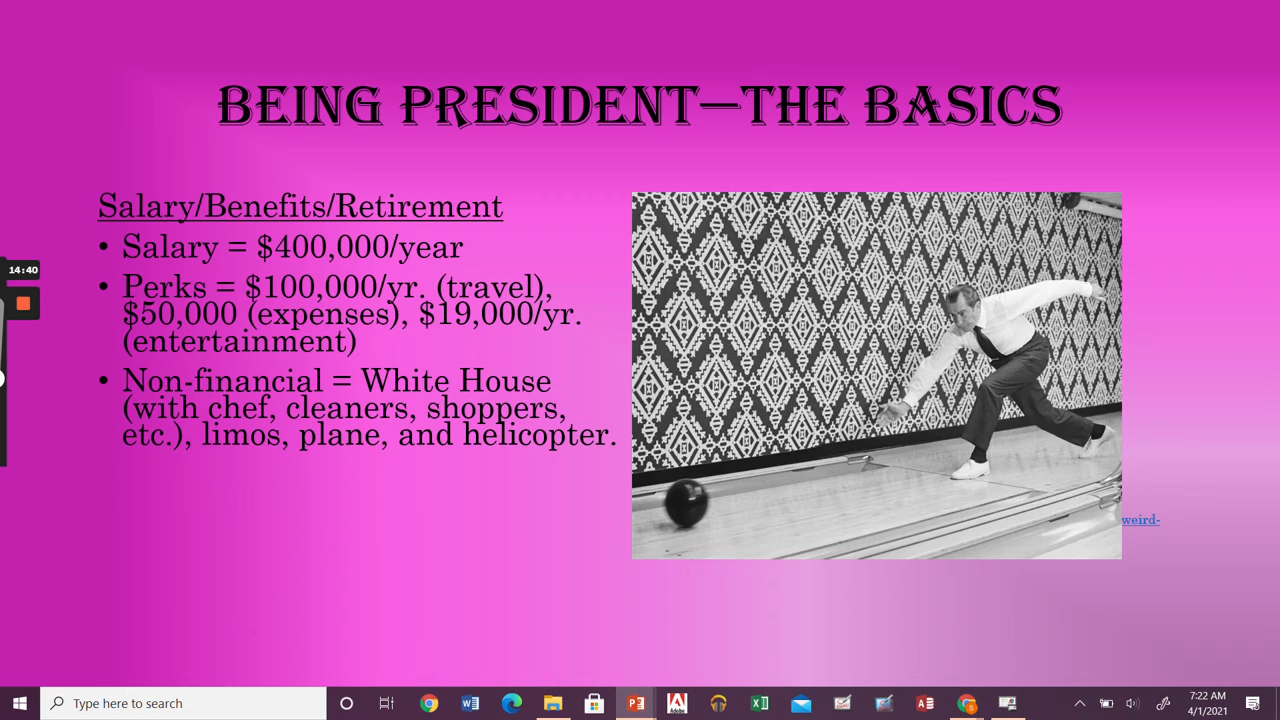 BEING PRESIDENT—THE BASICS
Salary/Benefits/Retirement
• Salary = $400,000/year
• Perks = $100,000/yr. (travel),
$50,000 (expenses), $19,000/yr.
(entertainment)
• Non-financial = White House
(with chef, cleaners, shoppers,
etc.), limos, plane, and helicopter.
weird-
14:40
Type here to search
7:22 AM
4/1/2021